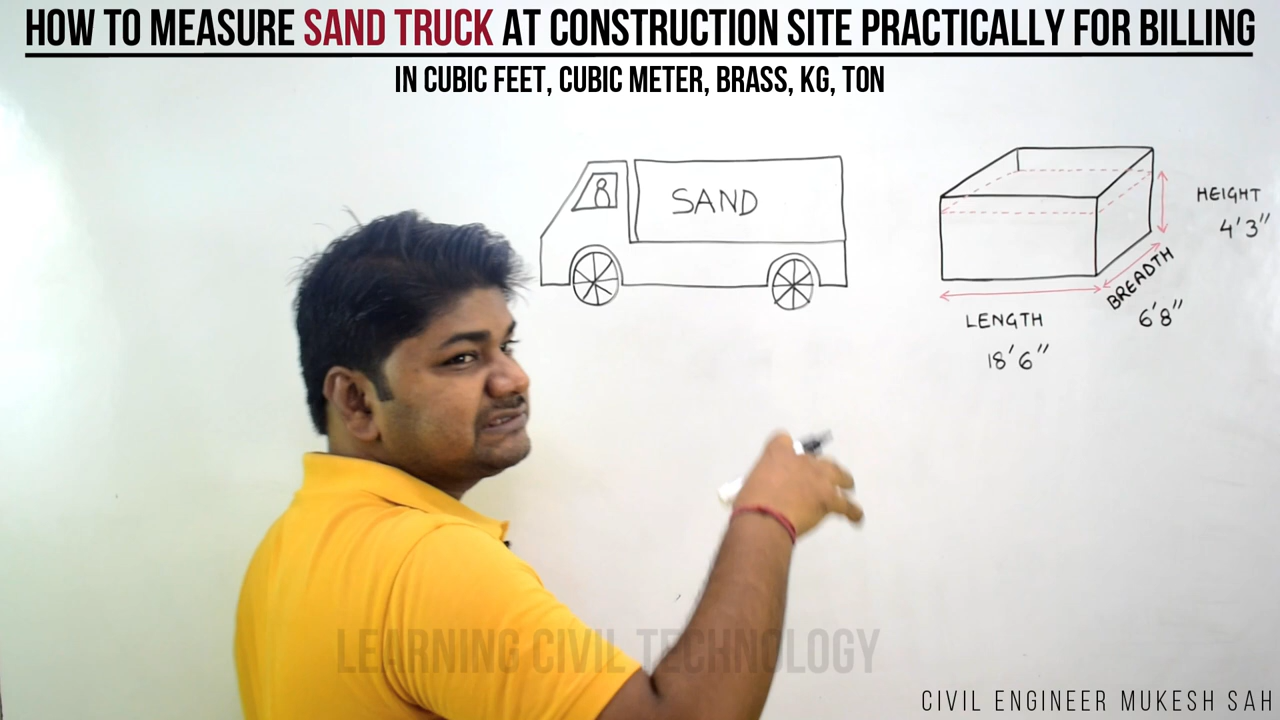 HOW TO MEASURE SAND TRUCK AT CONSTRUCTION SITE PRACTICALLY FOR BILLING
IN CUBIC FEET, CUBIC METER, BRASS, KG, TON
SAND
HEIGHT
4'3"
BREADTH
6'8"
LENGTH
18'6"
LEARNING CIVIL TECHNOLOGY
CIVIL ENGINEER MUKESH SAH